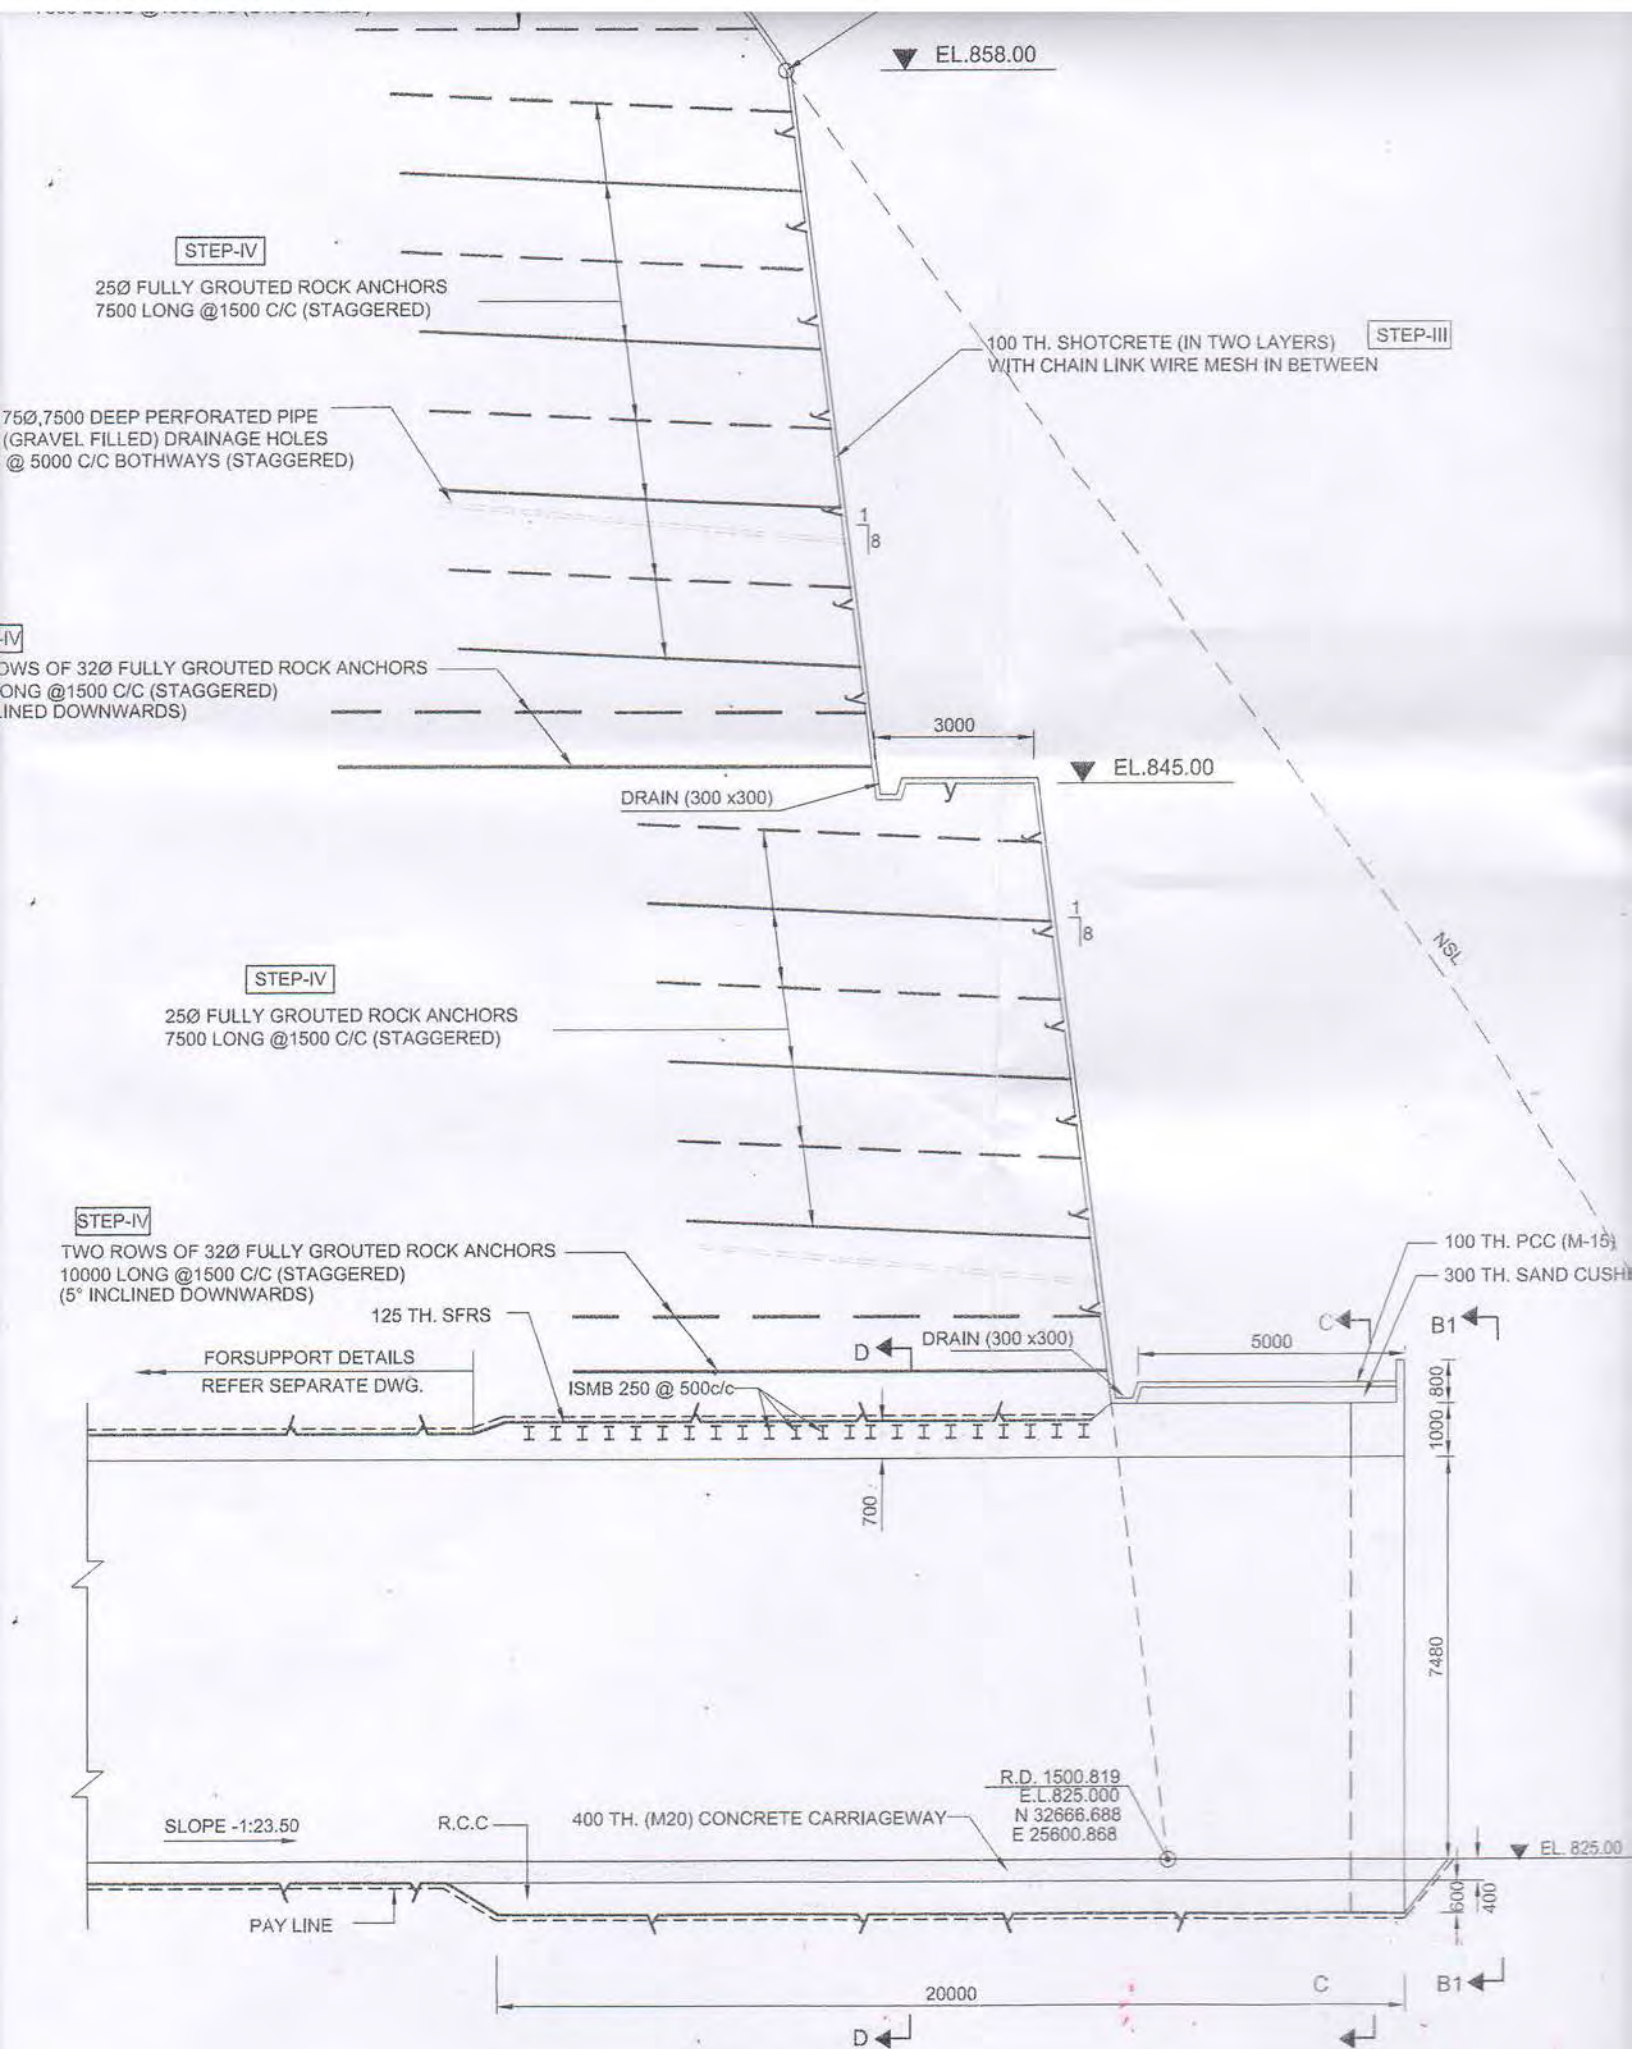 EL.858.00
STEP-IV
25Ø FULLY GROUTED ROCK ANCHORS
7500 LONG @1500 C/C (STAGGERED)
100 TH. SHOTCRETE (IN TWO LAYERS)
WITH CHAIN LINK WIRE MESH IN BETWEEN
STEP-III
75Ø,7500 DEEP PERFORATED PIPE
(GRAVEL FILLED) DRAINAGE HOLES
@ 5000 C/C BOTHWAYS (STAGGERED)
1
8
-IV
OWS OF 32Ø FULLY GROUTED ROCK ANCHORS
ONG @1500 C/C (STAGGERED)
LINED DOWNWARDS)
3000
EL.845.00
DRAIN (300 x300)
1
8
NSL
STEP-IV
25Ø FULLY GROUTED ROCK ANCHORS
7500 LONG @1500 C/C (STAGGERED)
STEP-IV
TWO ROWS OF 32Ø FULLY GROUTED ROCK ANCHORS
10000 LONG @1500 C/C (STAGGERED)
(5° INCLINED DOWNWARDS)
100 TH. PCC (M-15)
300 TH. SAND CUSHI
125 TH. SFRS
D
DRAIN (300 x300)
C
B1
5000
FORSUPPORT DETAILS
REFER SEPARATE DWG.
ISMB 250 @ 500c/c
800
1000
700
7480
R.D. 1500.819
E.L.825.000
N 32666.688
E 25600.868
SLOPE -1:23.50
R.C.C
400 TH. (M20) CONCRETE CARRIAGEWAY
EL. 825.00
600
400
PAY LINE
20000
C
B1
D